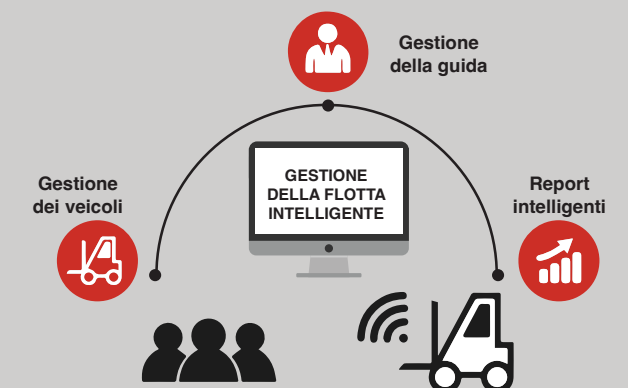 Gestione
della guida
Gestione
dei veicoli
GESTIONE
DELLA FLOTTA
INTELLIGENTE
Report
intelligenti